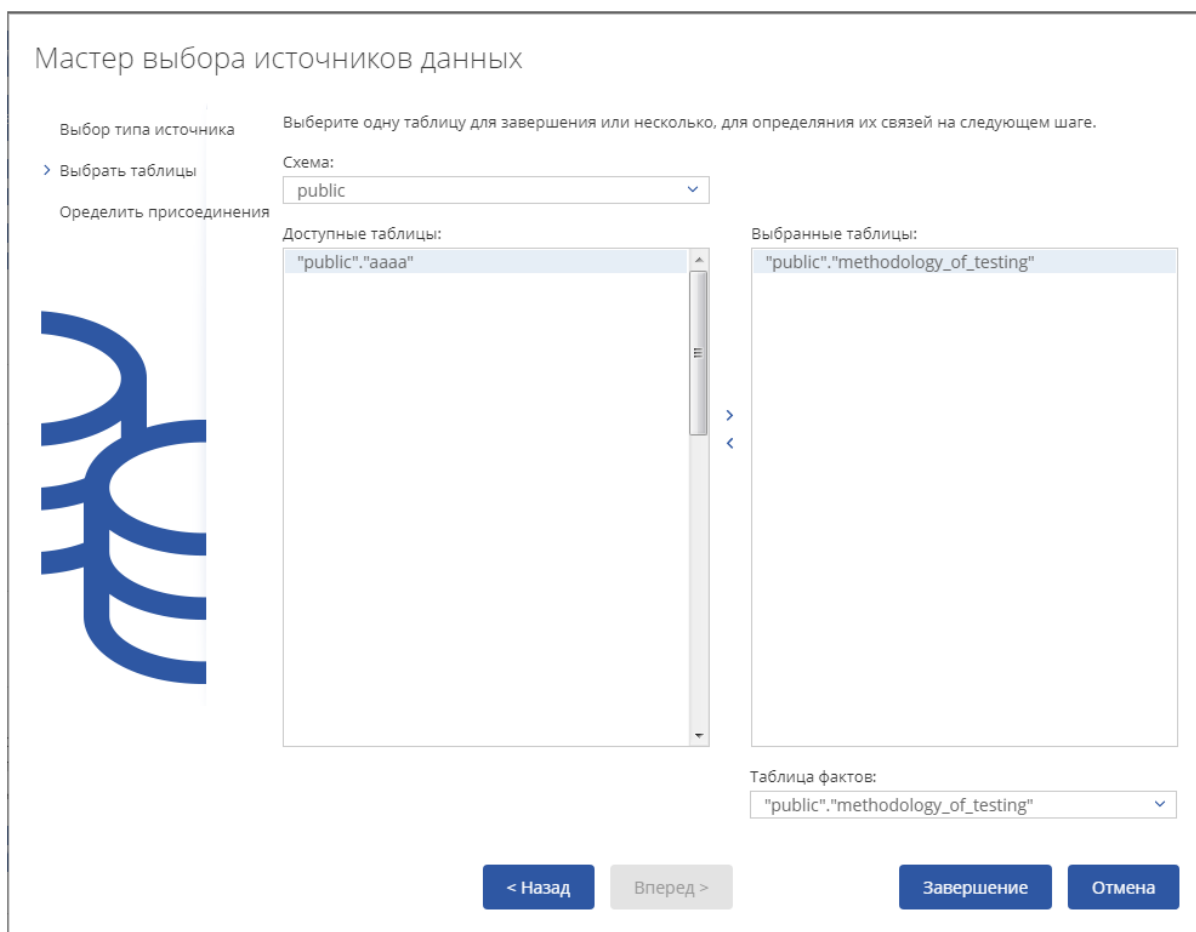 Мастер выбора источников данных
Выбор типа источника
Выбрать таблицы
Оределить присоединения
Выберите одну таблицу для завершения или несколько, для определяния их связей на следующем шаге.
Схема:
public
Доступные таблицы:
"public"."aaaa"
Выбранные таблицы:
"public"."methodology_of_testing"
Таблица фактов:
"public"."methodology_of_testing"
< Назад
Вперед >
Завершение
Отмена